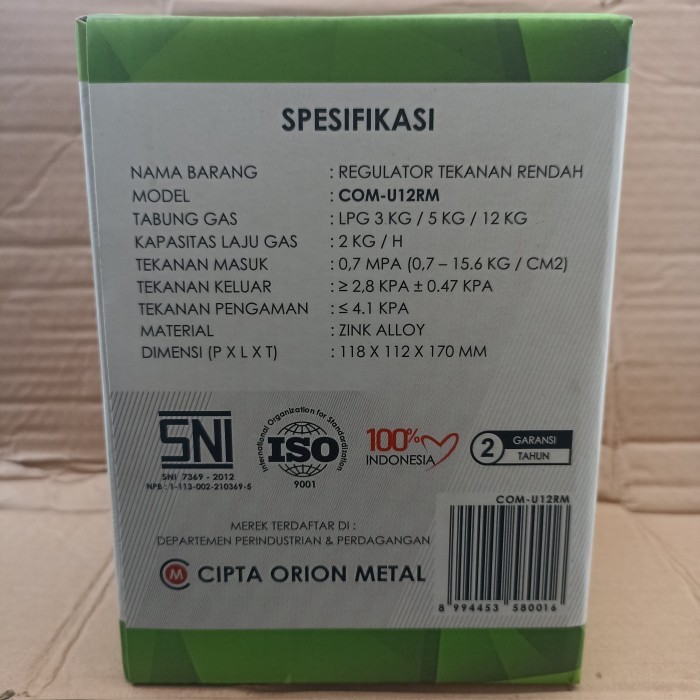 SPESIFIKASI
NAMA BARANG : REGULATOR TEKANAN RENDAH
MODEL : COM-U12RM
TABUNG GAS : LPG 3 KG / 5 KG / 12 KG
KAPASITAS LAJU GAS : 2 KG / H
TEKANAN MASUK : 0,7 MPA (0,7 – 15.6 KG / CM2)
TEKANAN KELUAR : ≥ 2,8 KPA ± 0.47 KPA
TEKANAN PENGAMAN : ≤ 4.1 KPA
MATERIAL : ZINK ALLOY
DIMENSI (P X L X T) : 118 X 112 X 170 MM
SNI
SNI 7369 - 2012
NPB : 1-113-002-210369-5
International Organization for Standardization
ISO
9001
100%
INDONESIA
2 GARANSI
TAHUN
COM-U12RM
MEREK TERDAFTAR DI :
DEPARTEMEN PERINDUSTRIAN & PERDAGANGAN
CM CIPTA ORION METAL
8 994453 580016